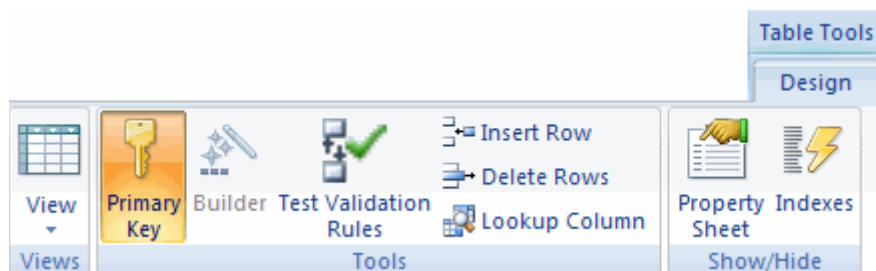 Table Tools
Design
View
Primary Key
Builder
Test Validation Rules
Insert Row
Delete Rows
Lookup Column
Property Sheet
Indexes
Views
Tools
Show/Hide